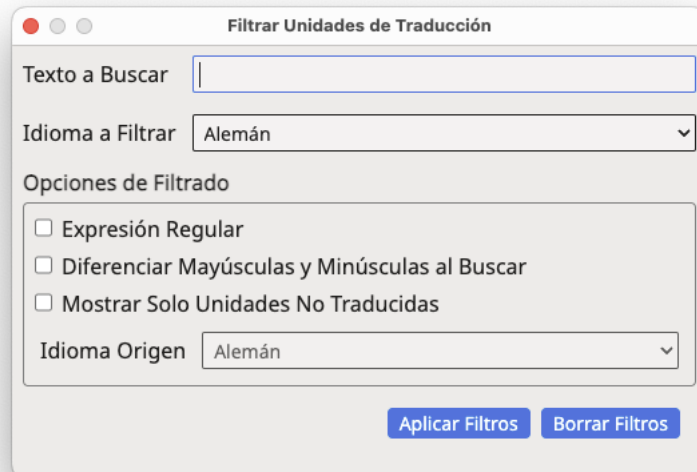 Filtrar Unidades de Traducción
Texto a Buscar
Idioma a Filtrar Alemán
Opciones de Filtrado
Expresión Regular
Diferenciar Mayúsculas y Minúsculas al Buscar
Mostrar Solo Unidades No Traducidas
Idioma Origen Alemán
Aplicar Filtros Borrar Filtros